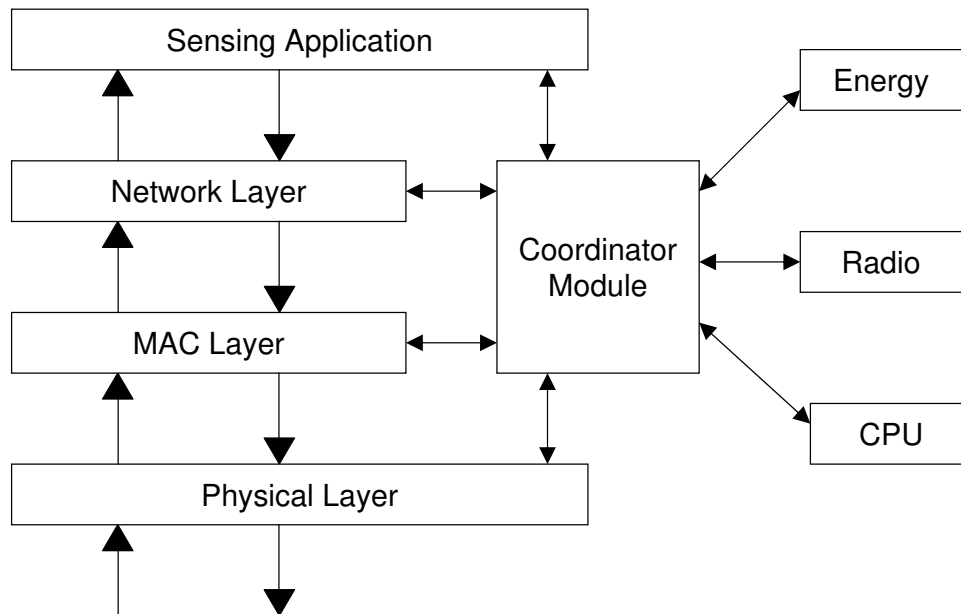 Sensing Application
Energy
Network Layer
Coordinator
Module
Radio
MAC Layer
CPU
Physical Layer